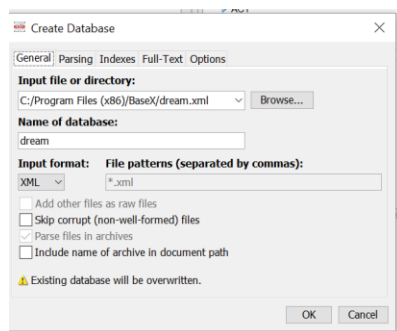 Create Database
General Parsing Indexes Full-Text Options
Input file or directory:
C:/Program Files (x86)/BaseX/dream.xml Browse...
Name of database:
dream
Input format: File patterns (separated by commas):
XML *.xml
Add other files as raw files
Skip corrupt (non-well-formed) files
Parse files in archives
Include name of archive in document path
Existing database will be overwritten.
OK Cancel